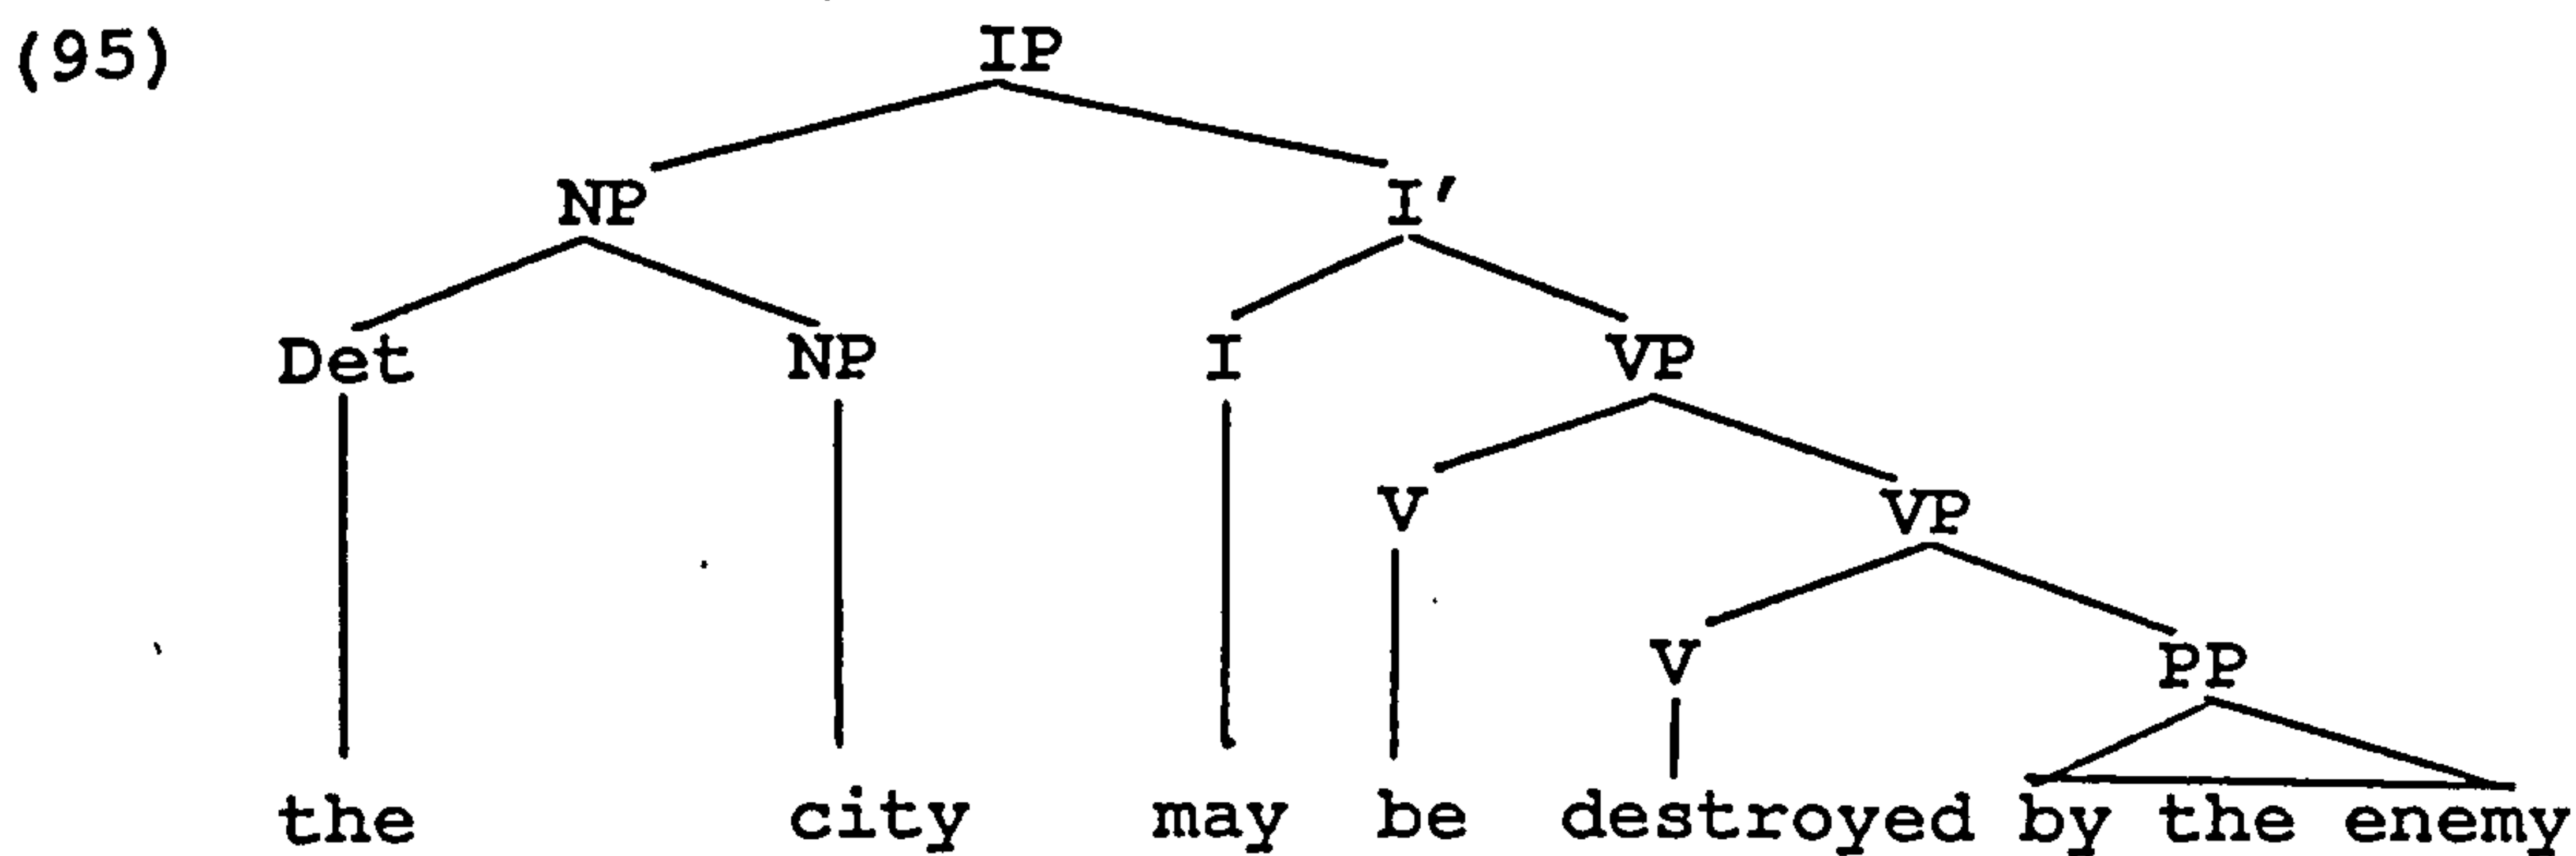 (95) IP
NP I′
Det NP I VP
V VP
V PP
the city may be destroyed by the enemy